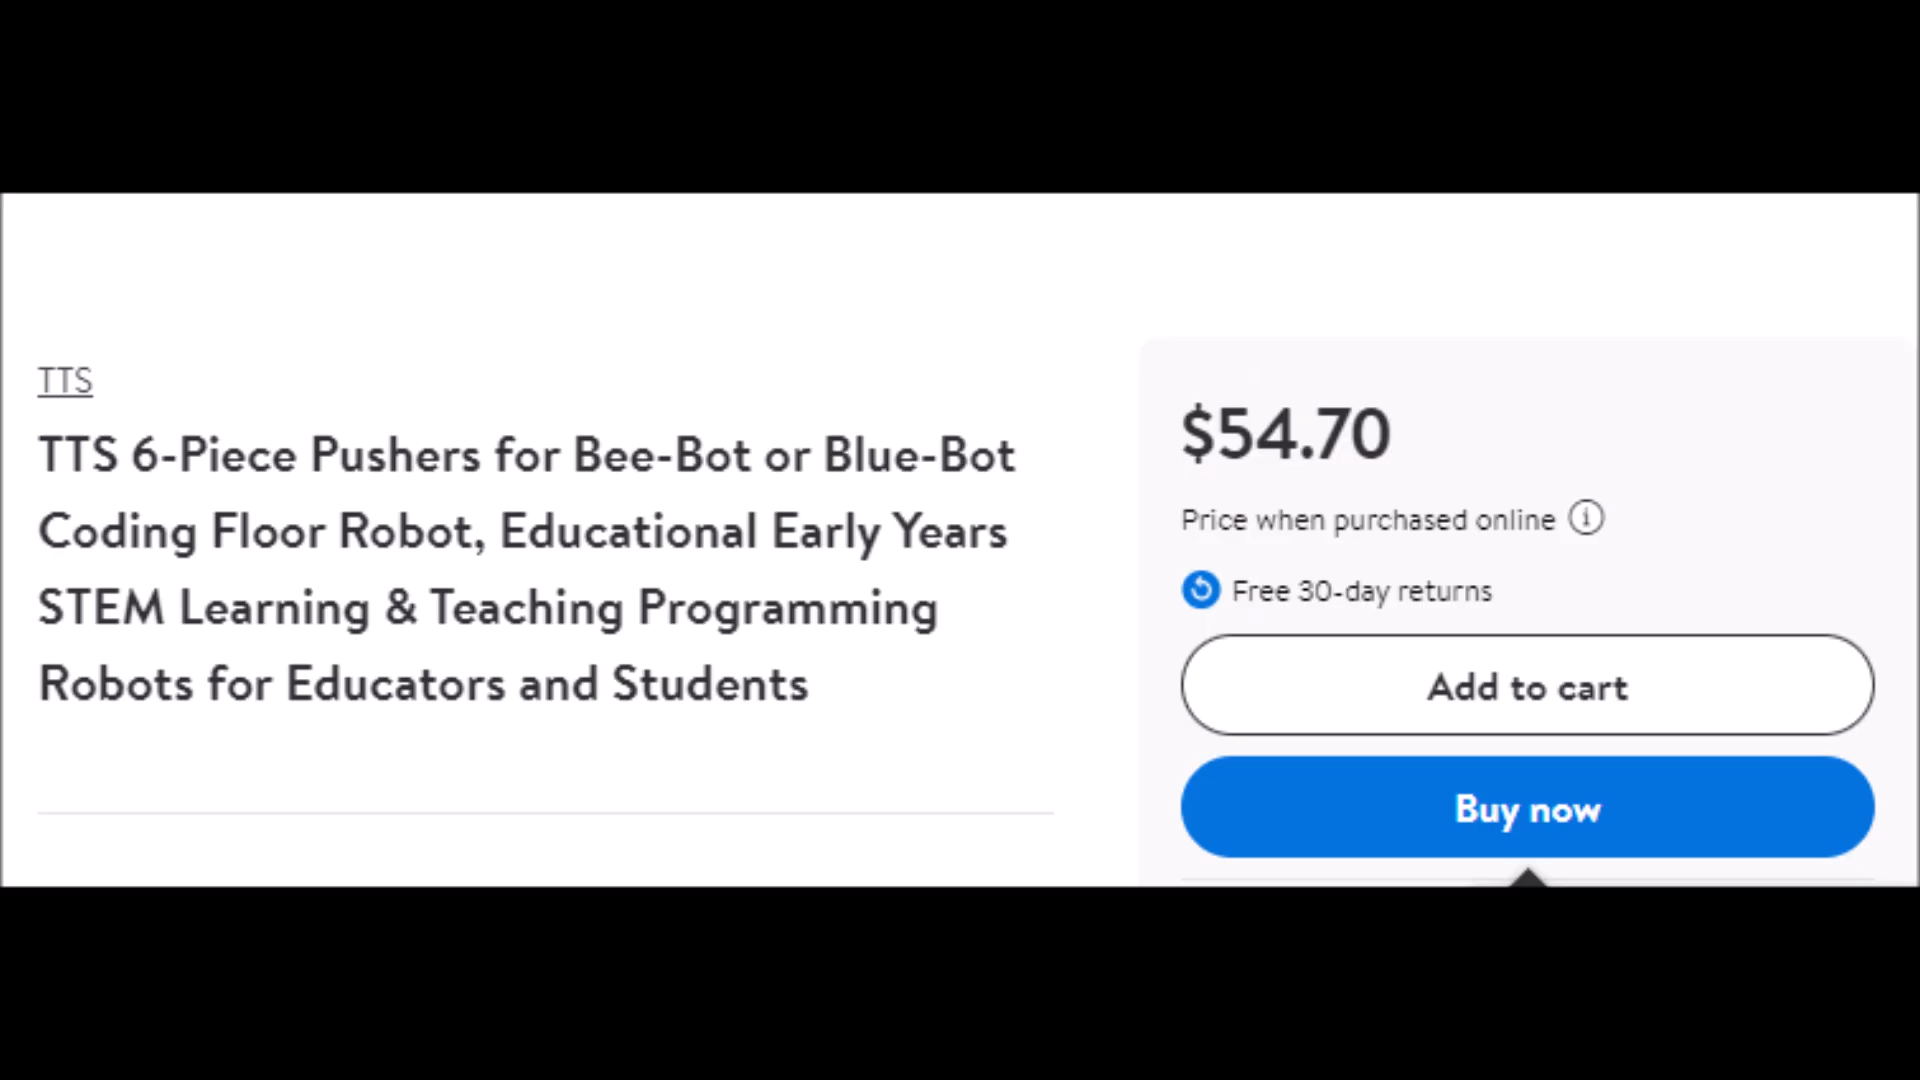 TTS
TTS 6-Piece Pushers for Bee-Bot or Blue-Bot
Coding Floor Robot, Educational Early Years
STEM Learning & Teaching Programming
Robots for Educators and Students
$54.70
Price when purchased online
Free 30-day returns
Add to cart
Buy now